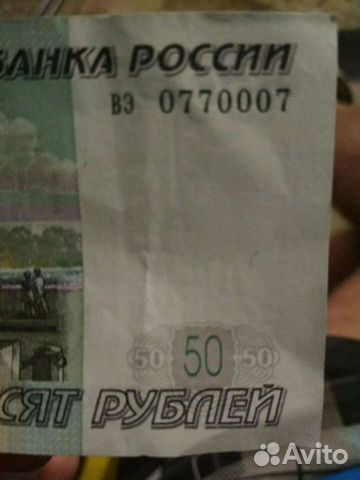 БАНКА РОССИИ
ВЭ 0770007
50 50 50
СЯТ РУБЛЕЙ
Avito